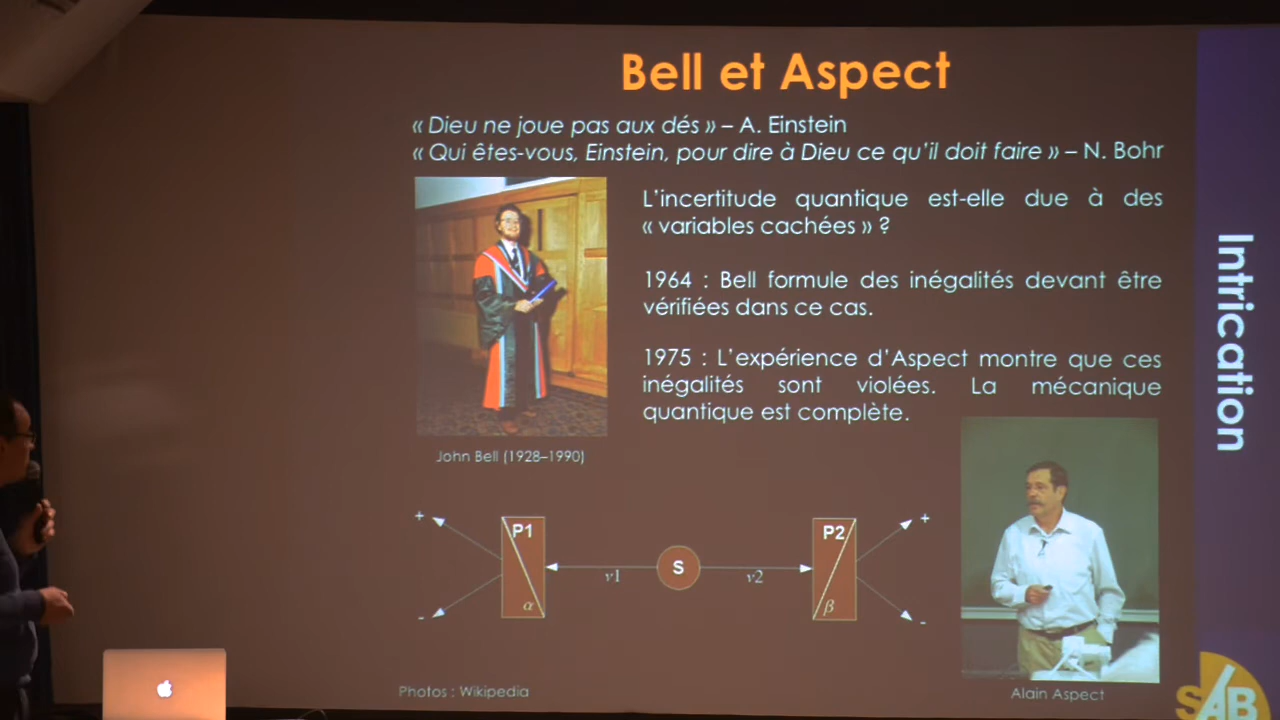 Bell et Aspect
« Dieu ne joue pas aux dés » – A. Einstein
« Qui êtes-vous, Einstein, pour dire à Dieu ce qu'il doit faire » – N. Bohr
L'incertitude quantique est-elle due à des
« variables cachées » ?
1964 : Bell formule des inégalités devant être
vérifiées dans ce cas.
1975 : L'expérience d'Aspect montre que ces
inégalités sont violées. La mécanique
quantique est complète.
John Bell (1928–1990)
+ P1 α -
ν1 S ν2
P2 β + -
Photos : Wikipedia
Alain Aspect
Intrication
SAB